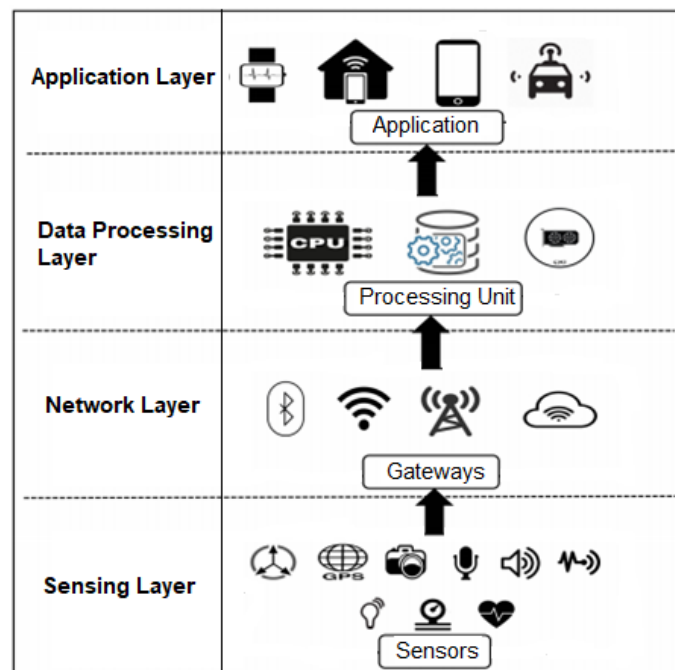 Application Layer
Application
Data Processing
Layer
CPU
Processing Unit
Network Layer
Gateways
GPS
Sensing Layer
Sensors